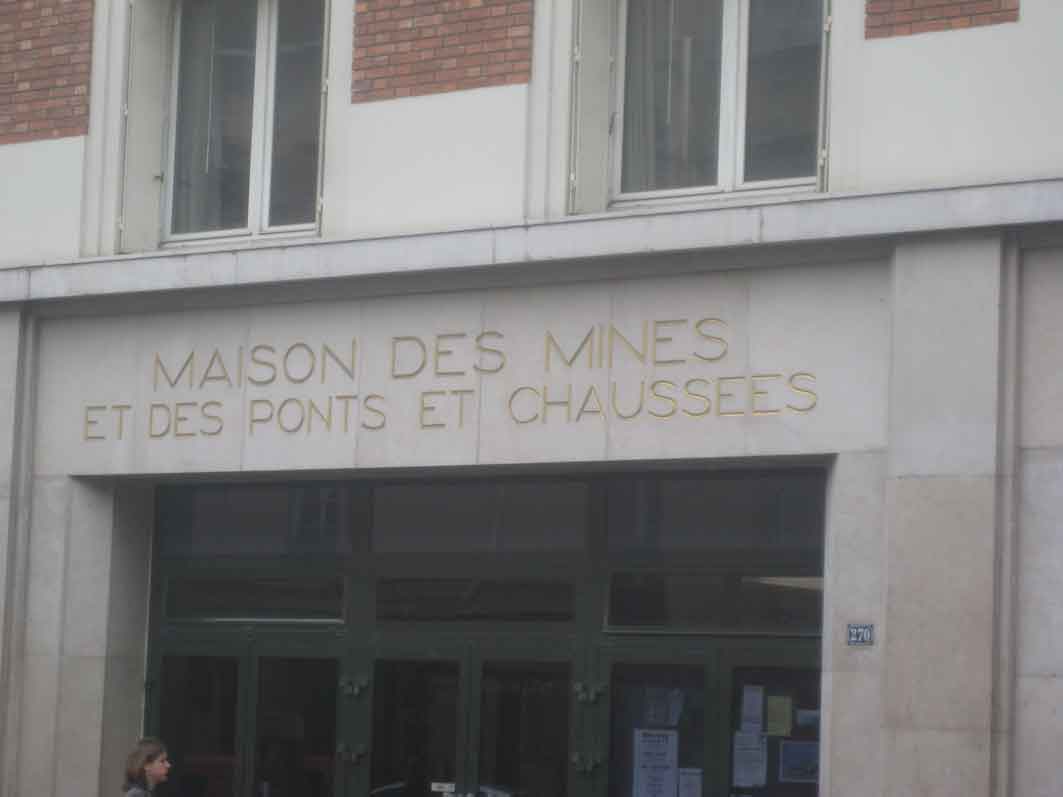 MAISON DES MINES
ET DES PONTS ET CHAUSSEES
270